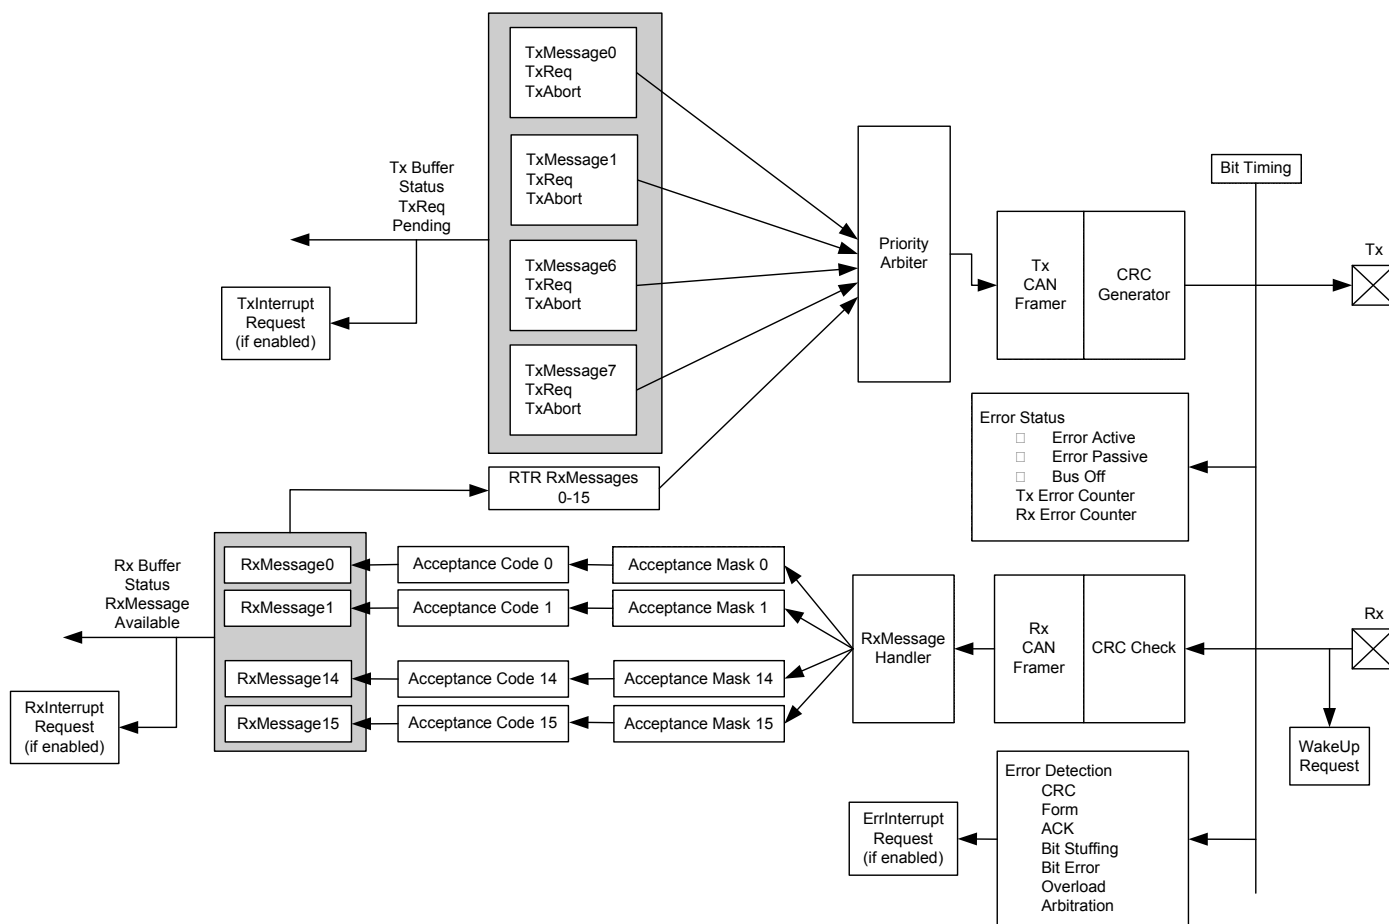 TxMessage0
TxReq
TxAbort
TxMessage1
TxReq
TxAbort
TxMessage6
TxReq
TxAbort
TxMessage7
TxReq
TxAbort
Tx Buffer
Status
TxReq
Pending
TxInterrupt
Request
(if enabled)
Priority
Arbiter
Tx
CAN
Framer
CRC
Generator
Bit Timing
Tx
Error Status
Error Active
Error Passive
Bus Off
Tx Error Counter
Rx Error Counter
RTR RxMessages
0-15
Rx Buffer
Status
RxMessage
Available
RxInterrupt
Request
(if enabled)
RxMessage0
Acceptance Code 0
Acceptance Mask 0
RxMessage1
Acceptance Code 1
Acceptance Mask 1
RxMessage14
Acceptance Code 14
Acceptance Mask 14
RxMessage15
Acceptance Code 15
Acceptance Mask 15
RxMessage
Handler
Rx
CAN
Framer
CRC Check
Rx
WakeUp
Request
ErrInterrupt
Request
(if enabled)
Error Detection
CRC
Form
ACK
Bit Stuffing
Bit Error
Overload
Arbitration